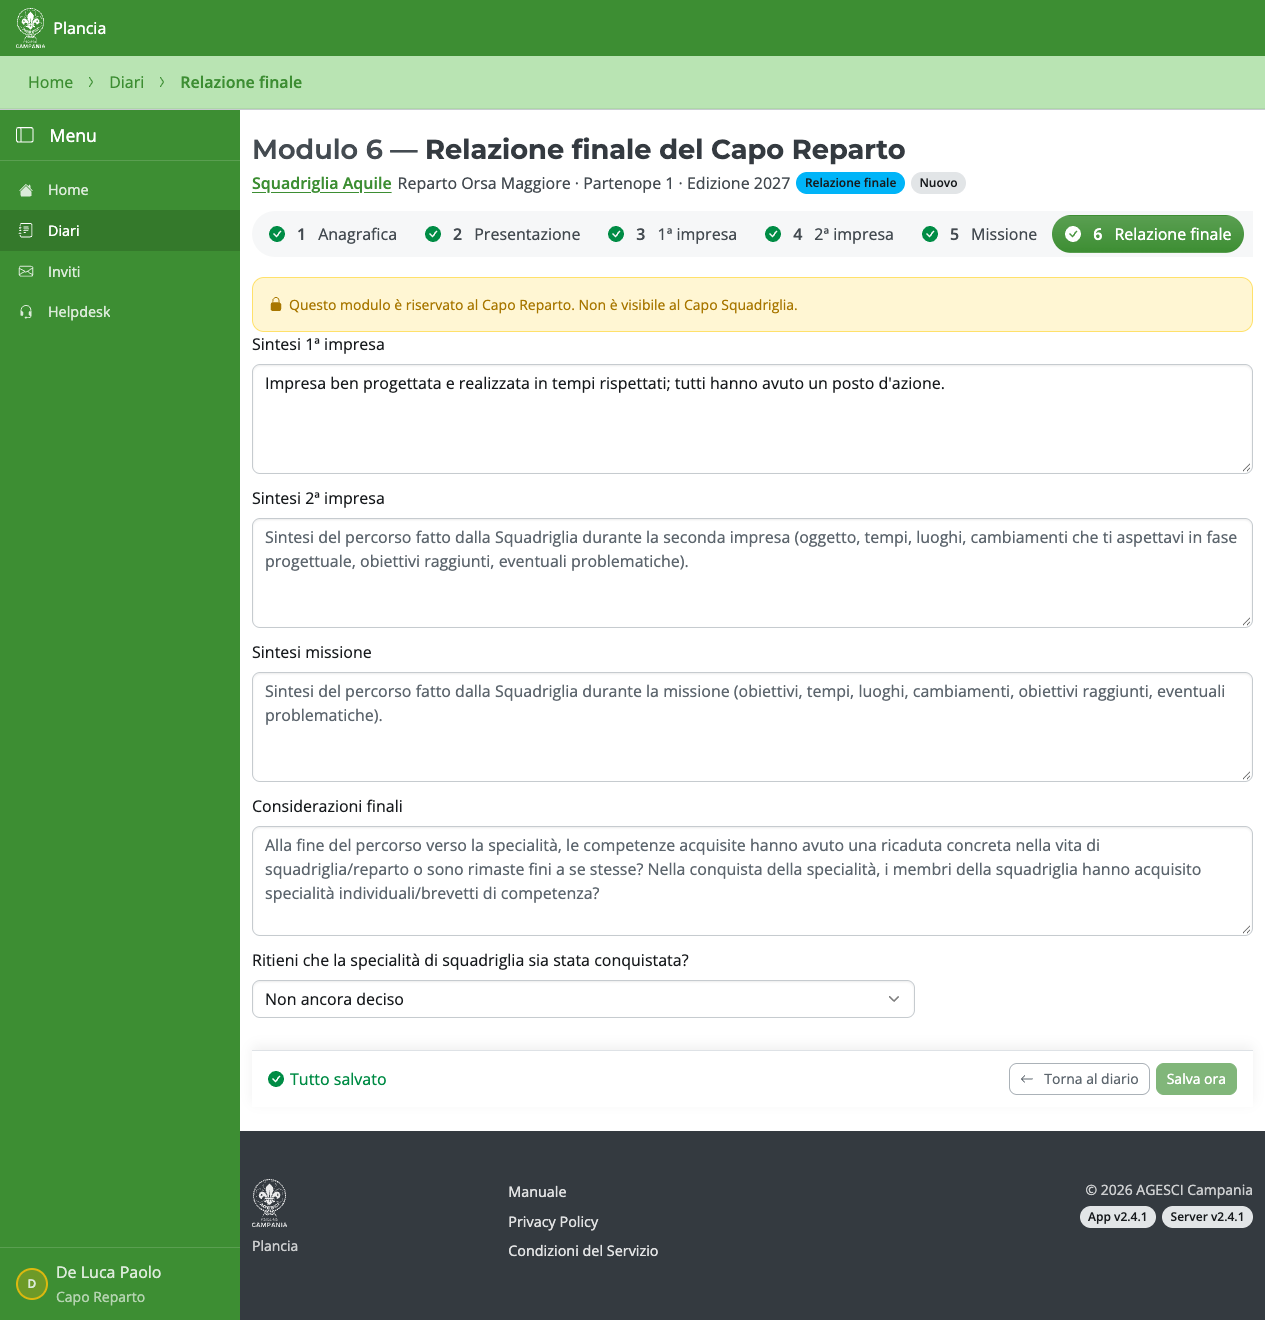 CAMPANIA
Plancia
Home
Diari
Relazione finale
Menu
Home
Diari
Inviti
Helpdesk
Modulo 6 — Relazione finale del Capo Reparto
Squadriglia Aquile Reparto Orsa Maggiore · Partenope 1 · Edizione 2027 Relazione finale Nuovo
1 Anagrafica
2 Presentazione
3 1ª impresa
4 2ª impresa
5 Missione
6 Relazione finale
Questo modulo è riservato al Capo Reparto. Non è visibile al Capo Squadriglia.
Sintesi 1ª impresa
Impresa ben progettata e realizzata in tempi rispettati; tutti hanno avuto un posto d'azione.
Sintesi 2ª impresa
Sintesi del percorso fatto dalla Squadriglia durante la seconda impresa (oggetto, tempi, luoghi, cambiamenti che ti aspettavi in fase
progettuale, obiettivi raggiunti, eventuali problematiche).
Sintesi missione
Sintesi del percorso fatto dalla Squadriglia durante la missione (obiettivi, tempi, luoghi, cambiamenti, obiettivi raggiunti, eventuali
problematiche).
Considerazioni finali
Alla fine del percorso verso la specialità, le competenze acquisite hanno avuto una ricaduta concreta nella vita di
squadriglia/reparto o sono rimaste fini a se stesse? Nella conquista della specialità, i membri della squadriglia hanno acquisito
specialità individuali/brevetti di competenza?
Ritieni che la specialità di squadriglia sia stata conquistata?
Non ancora deciso
Tutto salvato
Torna al diario
Salva ora
CAMPANIA
Plancia
Manuale
Privacy Policy
Condizioni del Servizio
© 2026 AGESCI Campania
App v2.4.1 Server v2.4.1
D
De Luca Paolo
Capo Reparto